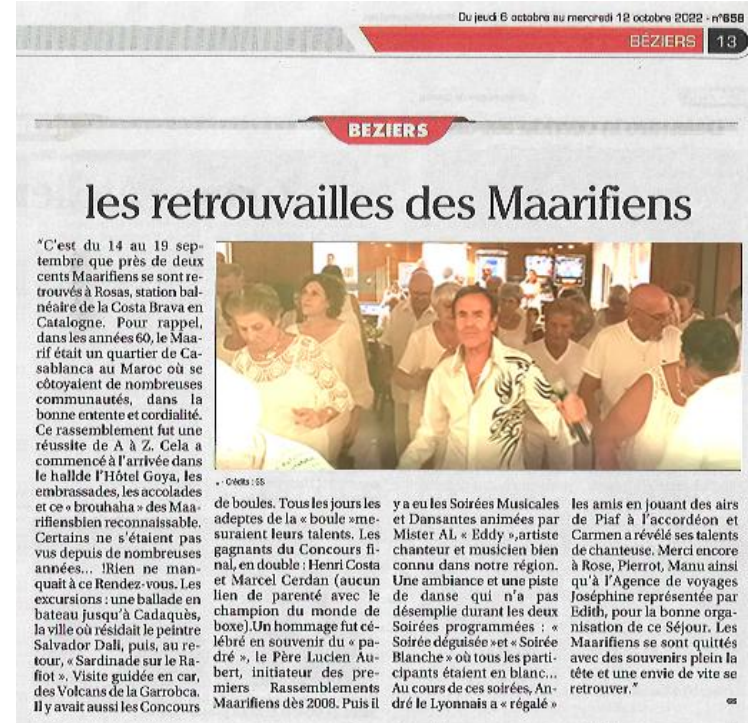 Du jeudi 6 octobre au mercredi 12 octobre 2022 - n°658
BÉZIERS 13
BEZIERS
les retrouvailles des Maarifiens
"C'est du 14 au 19 sep-
tembre que près de deux
cents Maarifiens se sont re-
trouvés à Rosas, station bal-
néaire de la Costa Brava en
Catalogne. Pour rappel,
dans les années 60, le Maa-
rif était un quartier de Ca-
sablanca au Maroc où se
côtoyaient de nombreuses
communautés, dans la
bonne entente et cordialité.
Ce rassemblement fut une
réussite de A à Z. Cela a
commencé à l'arrivée dans
le hallde l'Hôtel Goya, les
embrassades, les accolades
et ce « brouhaha » des Maa-
rifiensbien reconnaissable.
Certains ne s'étaient pas
vus depuis de nombreuses
années... !Rien ne man-
quait à ce Rendez-vous. Les
excursions : une ballade en
bateau jusqu'à Cadaquès,
la ville où résidait le peintre
Salvador Dali, puis, au re-
tour, « Sardinade sur le Ra-
fiot ». Visite guidée en car,
des Volcans de la Garrobca.
Il y avait aussi les Concours
. - Crédits : SS
de boules. Tous les jours les
adeptes de la « boule »me-
suraient leurs talents. Les
gagnants du Concours fi-
nal, en double : Henri Costa
et Marcel Cerdan (aucun
lien de parenté avec le
champion du monde de
boxe).Un hommage fut cé-
lébré en souvenir du « pa-
dré », le Père Lucien Au-
bert, initiateur des pre-
miers Rassemblements
Maarifiens dès 2008. Puis il
y a eu les Soirées Musicales
et Dansantes animées par
Mister AL « Eddy »,artiste
chanteur et musicien bien
connu dans notre région.
Une ambiance et une piste
de danse qui n'a pas
désemplie durant les deux
Soirées programmées : «
Soirée déguisée »et « Soirée
Blanche » où tous les parti-
cipants étaient en blanc...
Au cours de ces soirées, An-
dré le Lyonnais a « régalé »
les amis en jouant des airs
de Piaf à l'accordéon et
Carmen a révélé ses talents
de chanteuse. Merci encore
à Rose, Pierrot, Manu ainsi
qu'à l'Agence de voyages
Joséphine représentée par
Edith, pour la bonne orga-
nisation de ce Séjour. Les
Maarifiens se sont quittés
avec des souvenirs plein la
tête et une envie de vite se
retrouver."